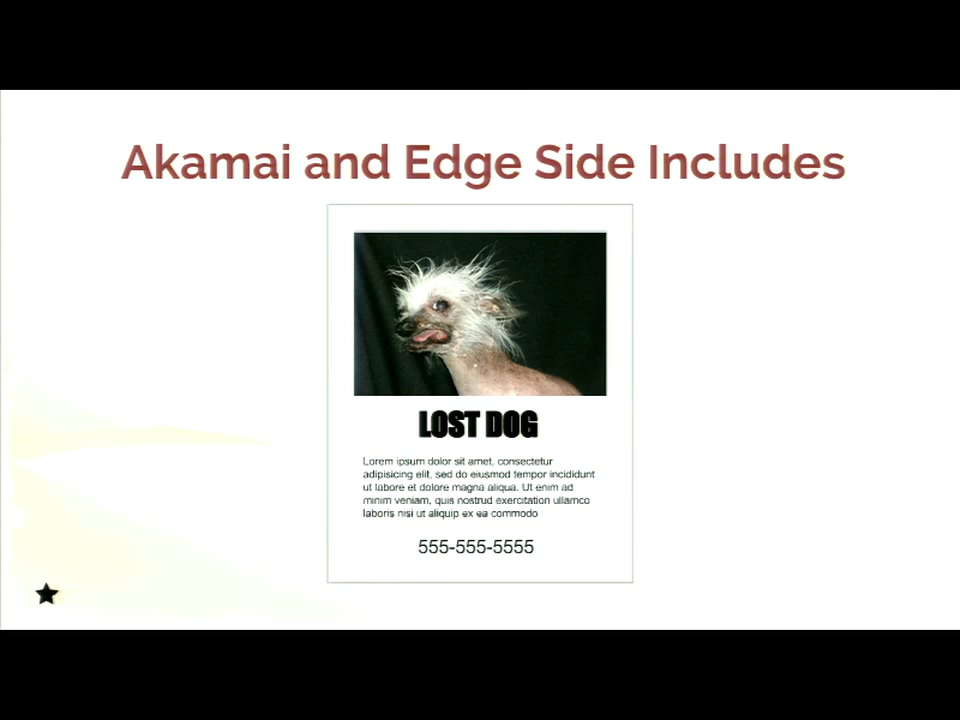 Akamai and Edge Side Includes
LOST DOG
Lorem ipsum dolor sit amet, consectetur
adipisicing elit, sed do eiusmod tempor incididunt
ut labore et dolore magna aliqua. Ut enim ad
minim veniam, quis nostrud exercitation ullamco
laboris nisi ut aliquip ex ea commodo
555-555-5555